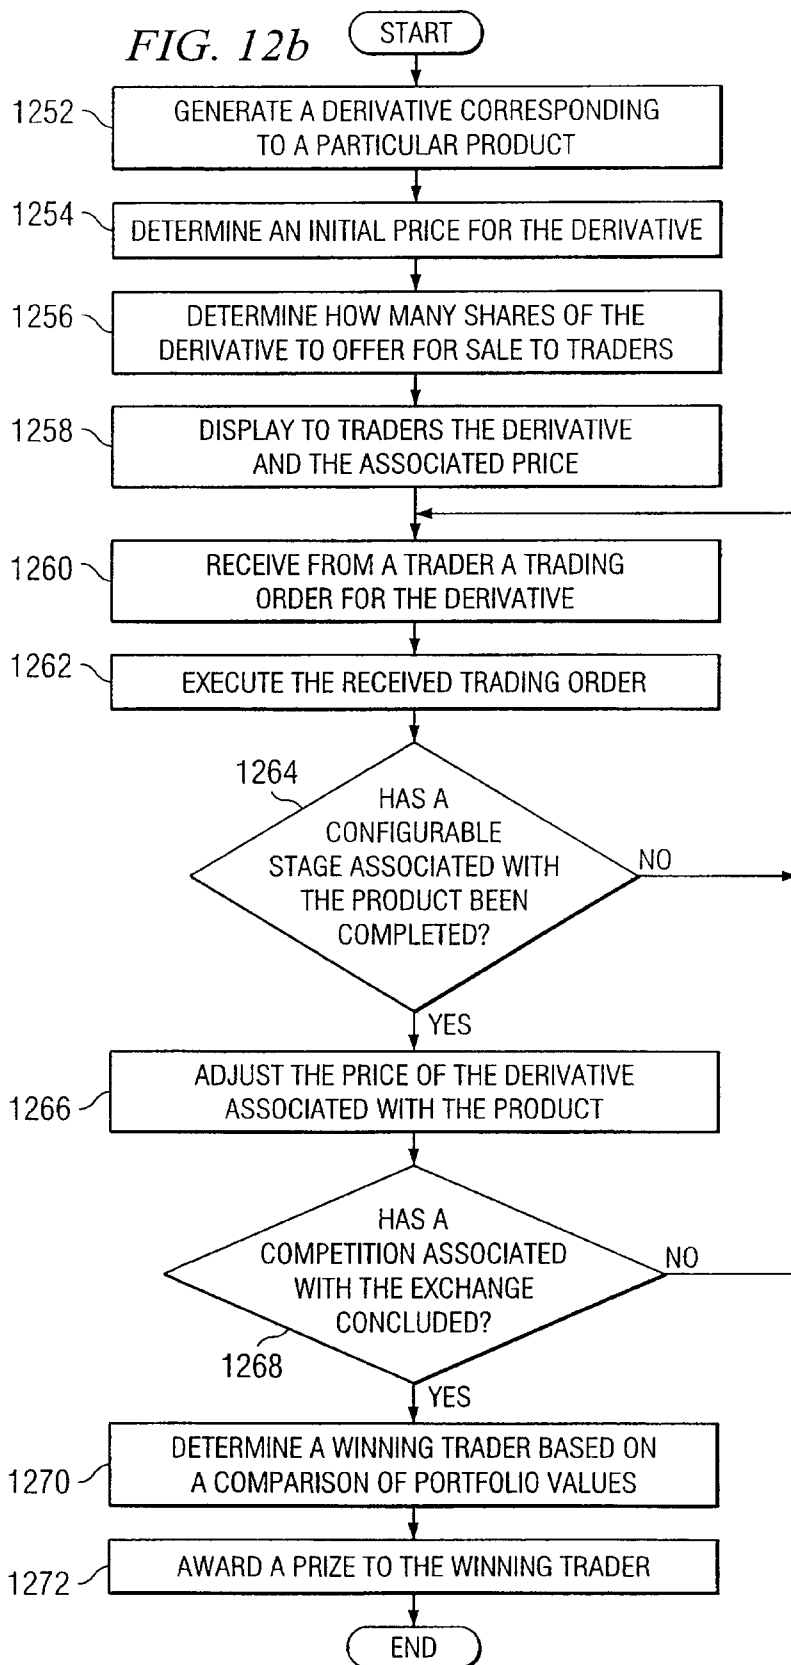 FIG. 12b
START
1252
GENERATE A DERIVATIVE CORRESPONDING
TO A PARTICULAR PRODUCT
1254
DETERMINE AN INITIAL PRICE FOR THE DERIVATIVE
1256
DETERMINE HOW MANY SHARES OF THE
DERIVATIVE TO OFFER FOR SALE TO TRADERS
1258
DISPLAY TO TRADERS THE DERIVATIVE
AND THE ASSOCIATED PRICE
1260
RECEIVE FROM A TRADER A TRADING
ORDER FOR THE DERIVATIVE
1262
EXECUTE THE RECEIVED TRADING ORDER
1264
HAS A
CONFIGURABLE
STAGE ASSOCIATED WITH
THE PRODUCT BEEN
COMPLETED?
NO
YES
1266
ADJUST THE PRICE OF THE DERIVATIVE
ASSOCIATED WITH THE PRODUCT
HAS A
COMPETITION ASSOCIATED
WITH THE EXCHANGE
CONCLUDED?
NO
1268
YES
1270
DETERMINE A WINNING TRADER BASED ON
A COMPARISON OF PORTFOLIO VALUES
1272
AWARD A PRIZE TO THE WINNING TRADER
END